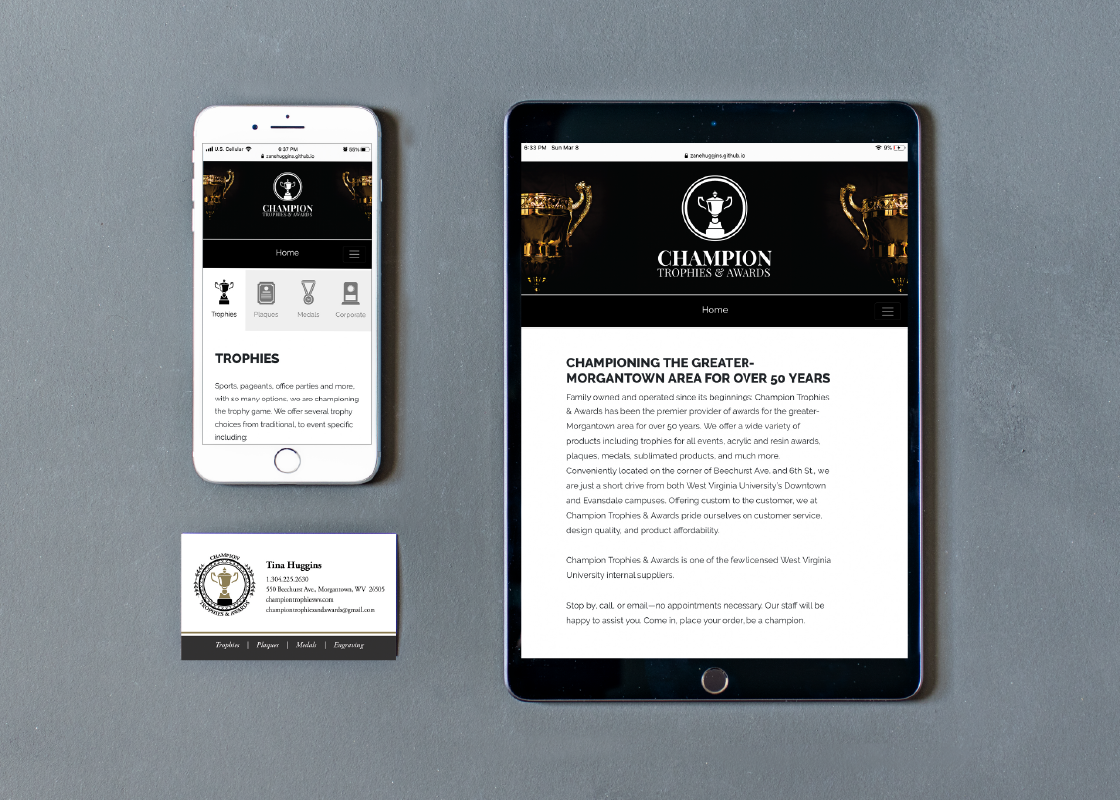 U.S. Cellular
6:37 PM
55%
zanehuggins.github.io
CHAMPION
TROPHIES & AWARDS
Home
Trophies
Plaques
Medals
Corporate
TROPHIES
Sports, pageants, office parties and more,
with so many options, we are championing
the trophy game. We offer several trophy
choices from traditional, to event specific
including:
CHAMPION
TROPHIES & AWARDS
Tina Huggins
1.304.225.2630
559 Beechurst Ave., Morgantown, WV 26505
championtrophieswv.com
championtrophiesandawards@gmail.com
Trophies | Plaques | Medals | Engraving
6:33 PM Sun Mar 8
9%
zanehuggins.github.io
CHAMPION
TROPHIES & AWARDS
Home
CHAMPIONING THE GREATER-
MORGANTOWN AREA FOR OVER 50 YEARS
Family owned and operated since its beginnings: Champion Trophies
& Awards has been the premier provider of awards for the greater-
Morgantown area for over 50 years. We offer a wide variety of
products including trophies for all events, acrylic and resin awards,
plaques, medals, sublimated products, and much more.
Conveniently located on the corner of Beechurst Ave. and 6th St., we
are just a short drive from both West Virginia University's Downtown
and Evansdale campuses. Offering custom to the customer, we at
Champion Trophies & Awards pride ourselves on customer service,
design quality, and product affordability.
Champion Trophies & Awards is one of the few licensed West Virginia
University internal suppliers.
Stop by, call, or email—no appointments necessary. Our staff will be
happy to assist you. Come in, place your order, be a champion.